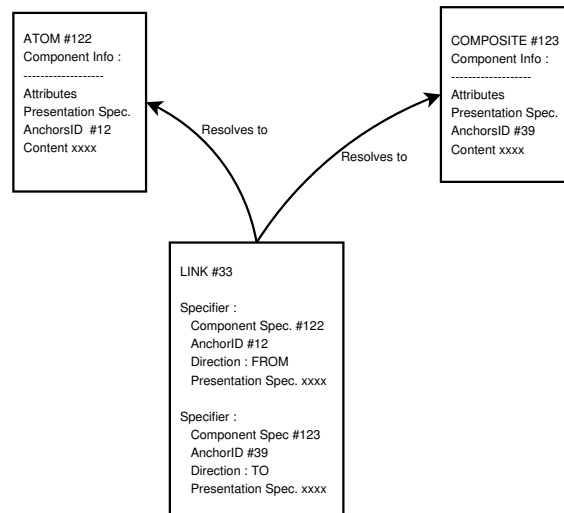 ATOM #122
Component Info :
-------------------
Attributes
Presentation Spec.
AnchorsID #12
Content xxxx
COMPOSITE #123
Component Info :
-------------------
Attributes
Presentation Spec.
AnchorsID #39
Content xxxx
Resolves to
Resolves to
LINK #33
Specifier :
Component Spec. #122
AnchorID #12
Direction : FROM
Presentation Spec. xxxx
Specifier :
Component Spec #123
AnchorID #39
Direction : TO
Presentation Spec. xxxx